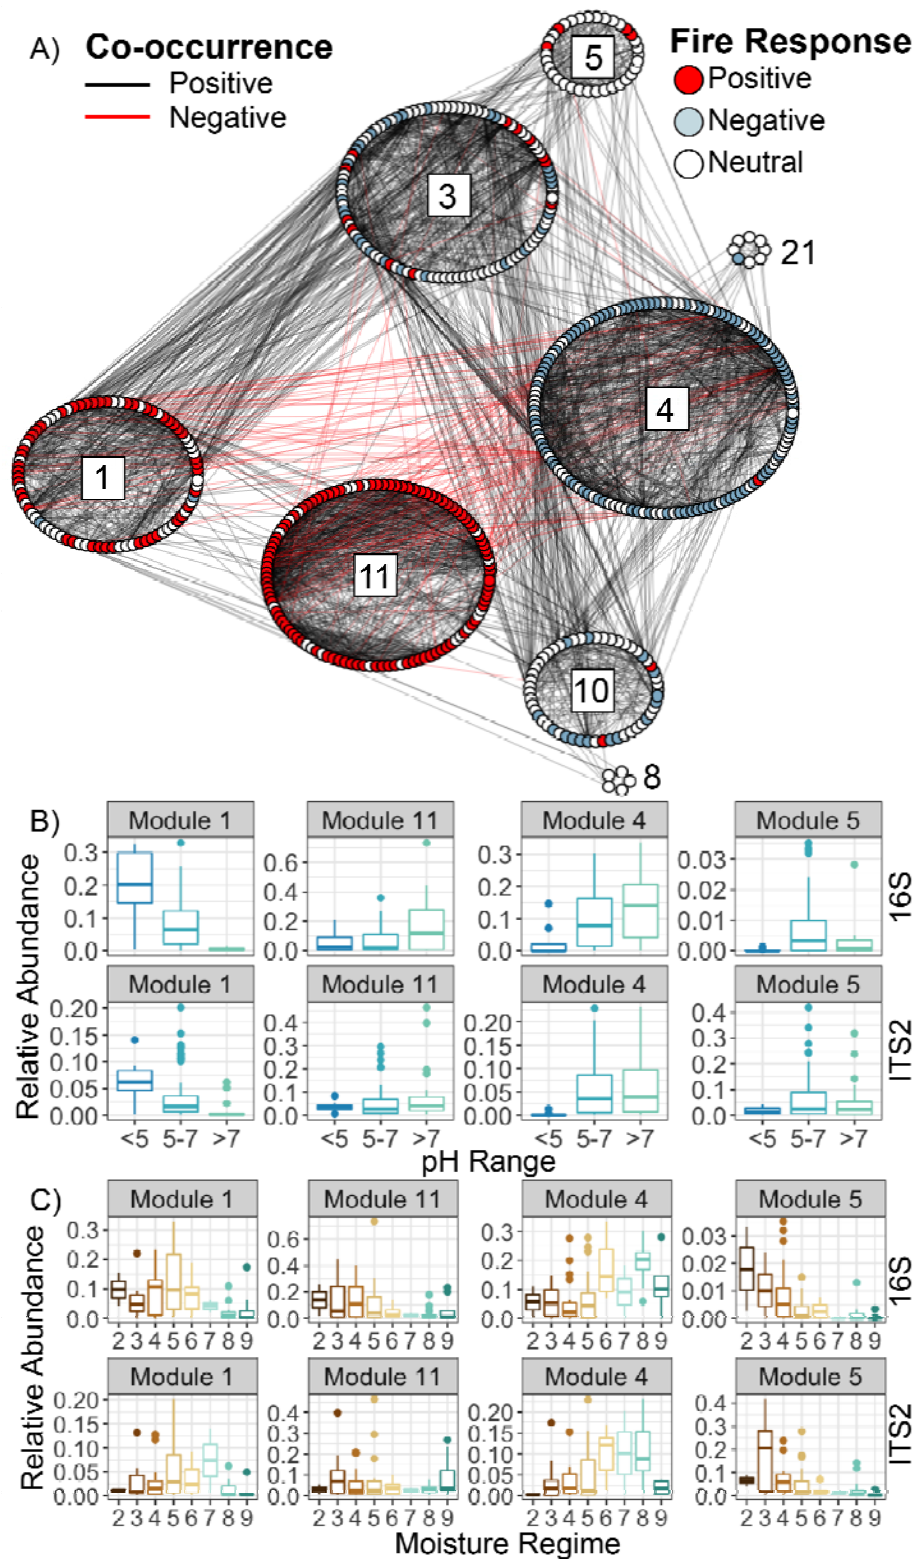 A) Co-occurrence
Positive
Negative
Fire Response
Positive
Negative
Neutral
5
3
21
4
1
11
10
8
B)
Module 1 Module 11 Module 4 Module 5
0.3 0.2 0.1 0.0
0.6 0.4 0.2 0.0
0.3 0.2 0.1 0.0
0.03 0.02 0.01 0.00
16S
Module 1 Module 11 Module 4 Module 5
0.20 0.15 0.10 0.05 0.00
0.4 0.3 0.2 0.1 0.0
0.20 0.15 0.10 0.05 0.00
0.4 0.3 0.2 0.1 0.0
ITS2
Relative Abundance
<5 5-7 >7 <5 5-7 >7 <5 5-7 >7 <5 5-7 >7
pH Range
C)
Module 1 Module 11 Module 4 Module 5
0.3 0.2 0.1 0.0
0.6 0.4 0.2 0.0
0.3 0.2 0.1 0.0
0.03 0.02 0.01 0.00
16S
2 3 4 5 6 7 8 9 2 3 4 5 6 7 8 9 2 3 4 5 6 7 8 9 2 3 4 5 6 7 8 9
Module 1 Module 11 Module 4 Module 5
0.20 0.15 0.10 0.05 0.00
0.4 0.3 0.2 0.1 0.0
0.20 0.15 0.10 0.05 0.00
0.4 0.3 0.2 0.1 0.0
ITS2
Relative Abundance
2 3 4 5 6 7 8 9 2 3 4 5 6 7 8 9 2 3 4 5 6 7 8 9 2 3 4 5 6 7 8 9
Moisture Regime